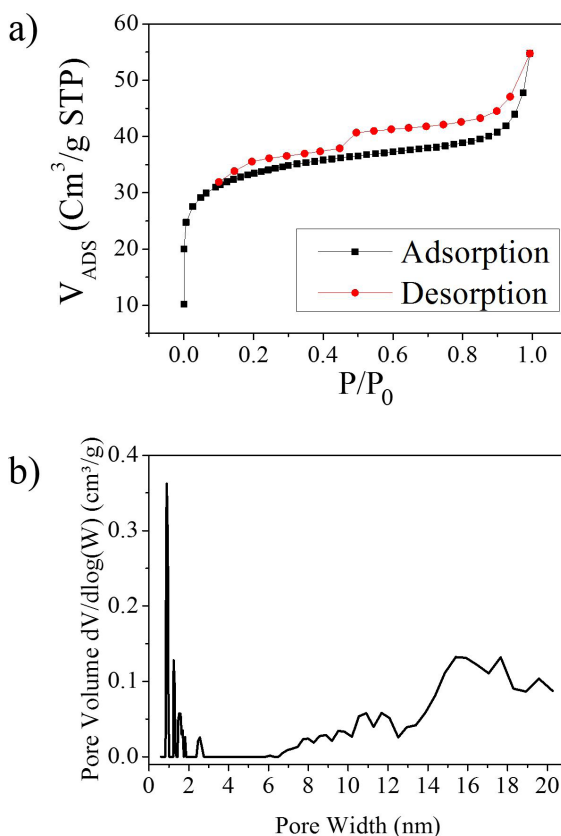 a)
60
50
40
30
20
10
V_ADS (Cm³/g STP)
Adsorption
Desorption
0.0 0.2 0.4 0.6 0.8 1.0
P/P₀
b)
0.4
0.3
0.2
0.1
0.0
Pore Volume dV/dlog(W) (cm³/g)
0 2 4 6 8 10 12 14 16 18 20
Pore Width (nm)